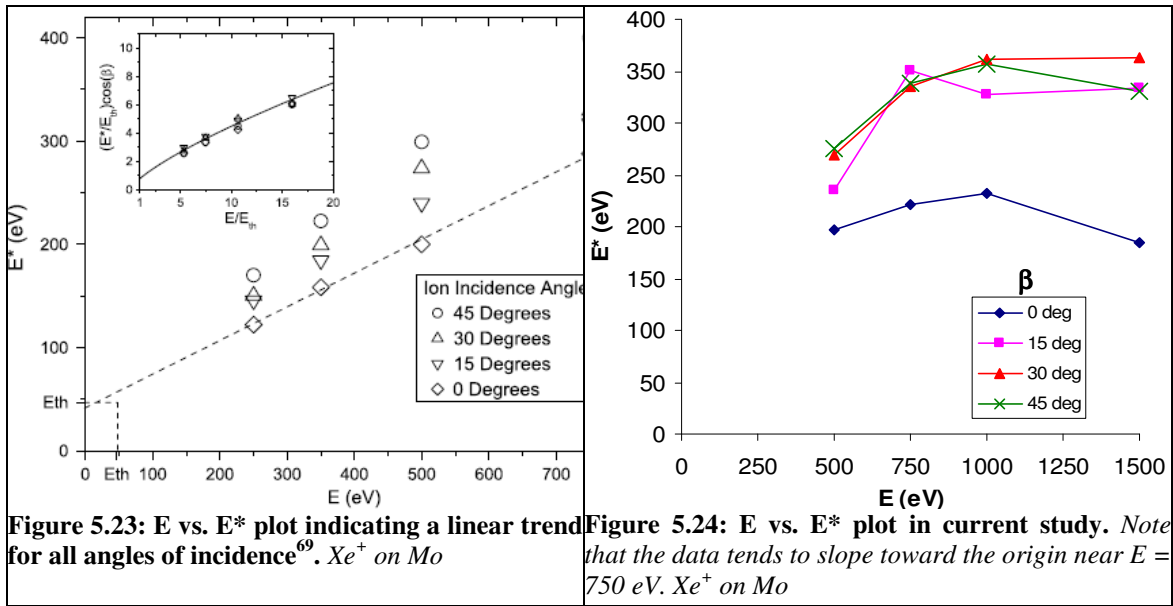 400
300
200
100
0
E* (eV)
Eth
10
8
6
4
2
0
(E*/Eth)cos(β)
1 5 10 15 20
E/Eth
Ion Incidence Angle
45 Degrees
30 Degrees
15 Degrees
0 Degrees
0 Eth 100 200 300 400 500 600 700
E (eV)
Figure 5.23: E vs. E* plot indicating a linear trend
for all angles of incidence69. Xe+ on Mo
400
350
300
250
200
150
100
50
0
E* (eV)
β
0 deg
15 deg
30 deg
45 deg
0 250 500 750 1000 1250 1500
E (eV)
Figure 5.24: E vs. E* plot in current study. Note
that the data tends to slope toward the origin near E =
750 eV. Xe+ on Mo